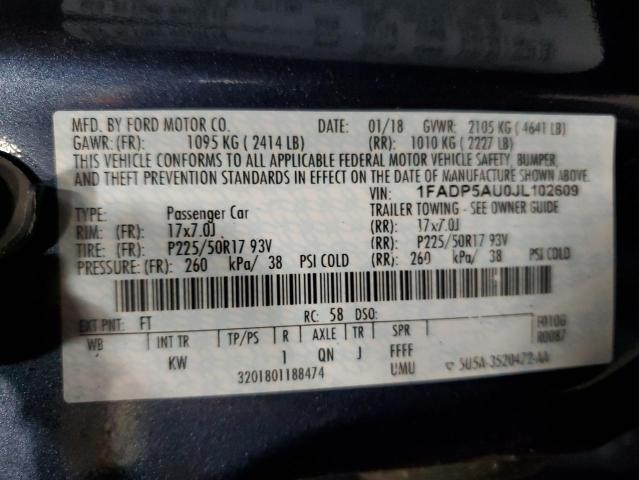 MFD. BY FORD MOTOR CO. DATE: 01/18 GVWR: 2105 KG ( 4641 LB)
GAWR: (FR): 1095 KG ( 2414 LB) (RR): 1010 KG ( 2227 LB)
THIS VEHICLE CONFORMS TO ALL APPLICABLE FEDERAL MOTOR VEHICLE SAFETY, BUMPER,
AND THEFT PREVENTION STANDARDS IN EFFECT ON THE DATE OF MANUFACTURE SHOWN ABOVE.
VIN: 1FADP5AU0JL102609
TYPE: Passenger Car TRAILER TOWING - SEE OWNER GUIDE
RIM: (FR): 17x7.0J (RR): 17x7.0J
TIRE: (FR): P225/50R17 93V (RR): P225/50R17 93V
PRESSURE: (FR): 260 kPa/ 38 PSI COLD (RR): 260 kPa/ 38 PSI COLD
EXT PNT: FT RC: 58 DSO: F0106
WB INT TR TP/PS R AXLE TR SPR R0087
KW 1 QN J FFFF
3201801188474 UMU 5U5A-3520472-AA